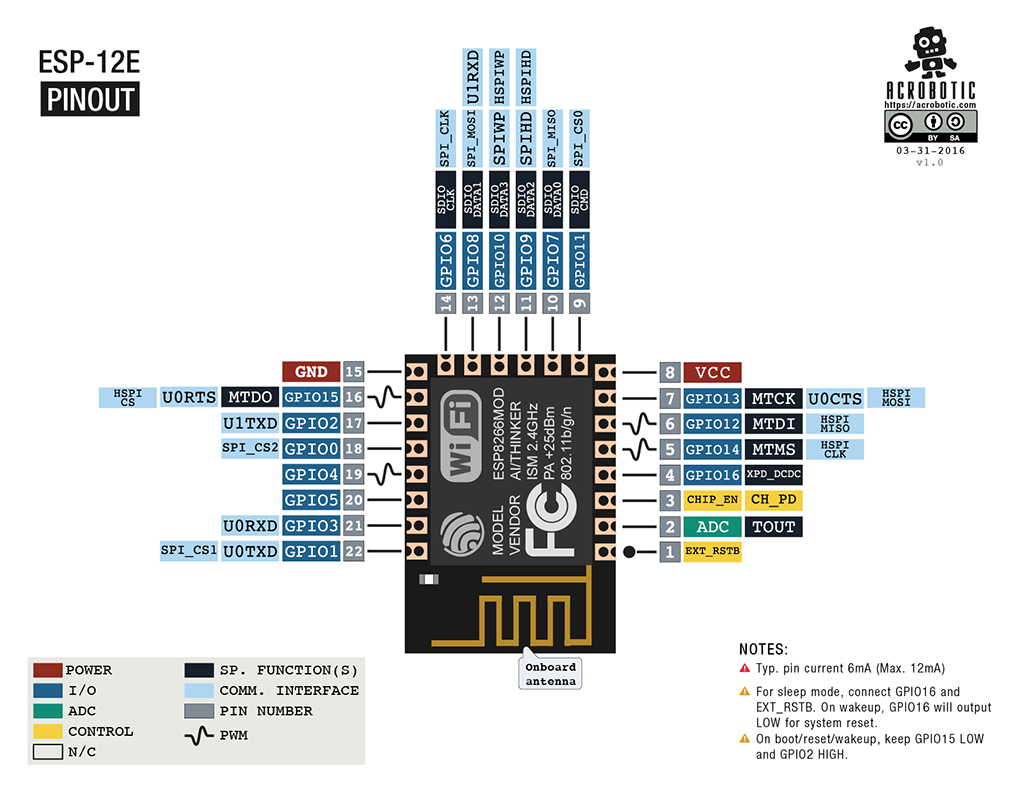 ESP-12E
PINOUT
ACROBOTIC
https://acrobotic.com
CC BY SA
03-31-2016
v1.0
U1RXD HSPIWP HSPIHD
SPI_CLK SPI_MOSI SPIWP SPIHD SPI_MISO SPI_CS0
SDIO CLK SDIO DATA1 SDIO DATA3 SDIO DATA2 SDIO DATA0 SDIO CMD
GPIO6 GPIO8 GPIO10 GPIO9 GPIO7 GPIO11
14 13 12 11 10 9
GND 15
HSPI CS U0RTS MTDO GPIO15 16
U1TXD GPIO2 17
SPI_CS2 GPIO0 18
GPIO4 19
GPIO5 20
U0RXD GPIO3 21
SPI_CS1 U0TXD GPIO1 22
WiFi
ESP8266MOD
AI/THINKER
ISM 2.4GHz
PA +25dBm
802.11b/g/n
MODEL
VENDOR
FC
8 VCC
7 GPIO13 MTCK U0CTS HSPI MOSI
6 GPIO12 MTDI HSPI MISO
5 GPIO14 MTMS HSPI CLK
4 GPIO16 XPD_DCDC
3 CHIP_EN CH_PD
2 ADC TOUT
1 EXT_RSTB
Onboard
antenna
POWER
I/O
ADC
CONTROL
N/C
SP. FUNCTION(S)
COMM. INTERFACE
PIN NUMBER
PWM
NOTES:
Typ. pin current 6mA (Max. 12mA)
For sleep mode, connect GPIO16 and
EXT_RSTB. On wakeup, GPIO16 will output
LOW for system reset.
On boot/reset/wakeup, keep GPIO15 LOW
and GPIO2 HIGH.